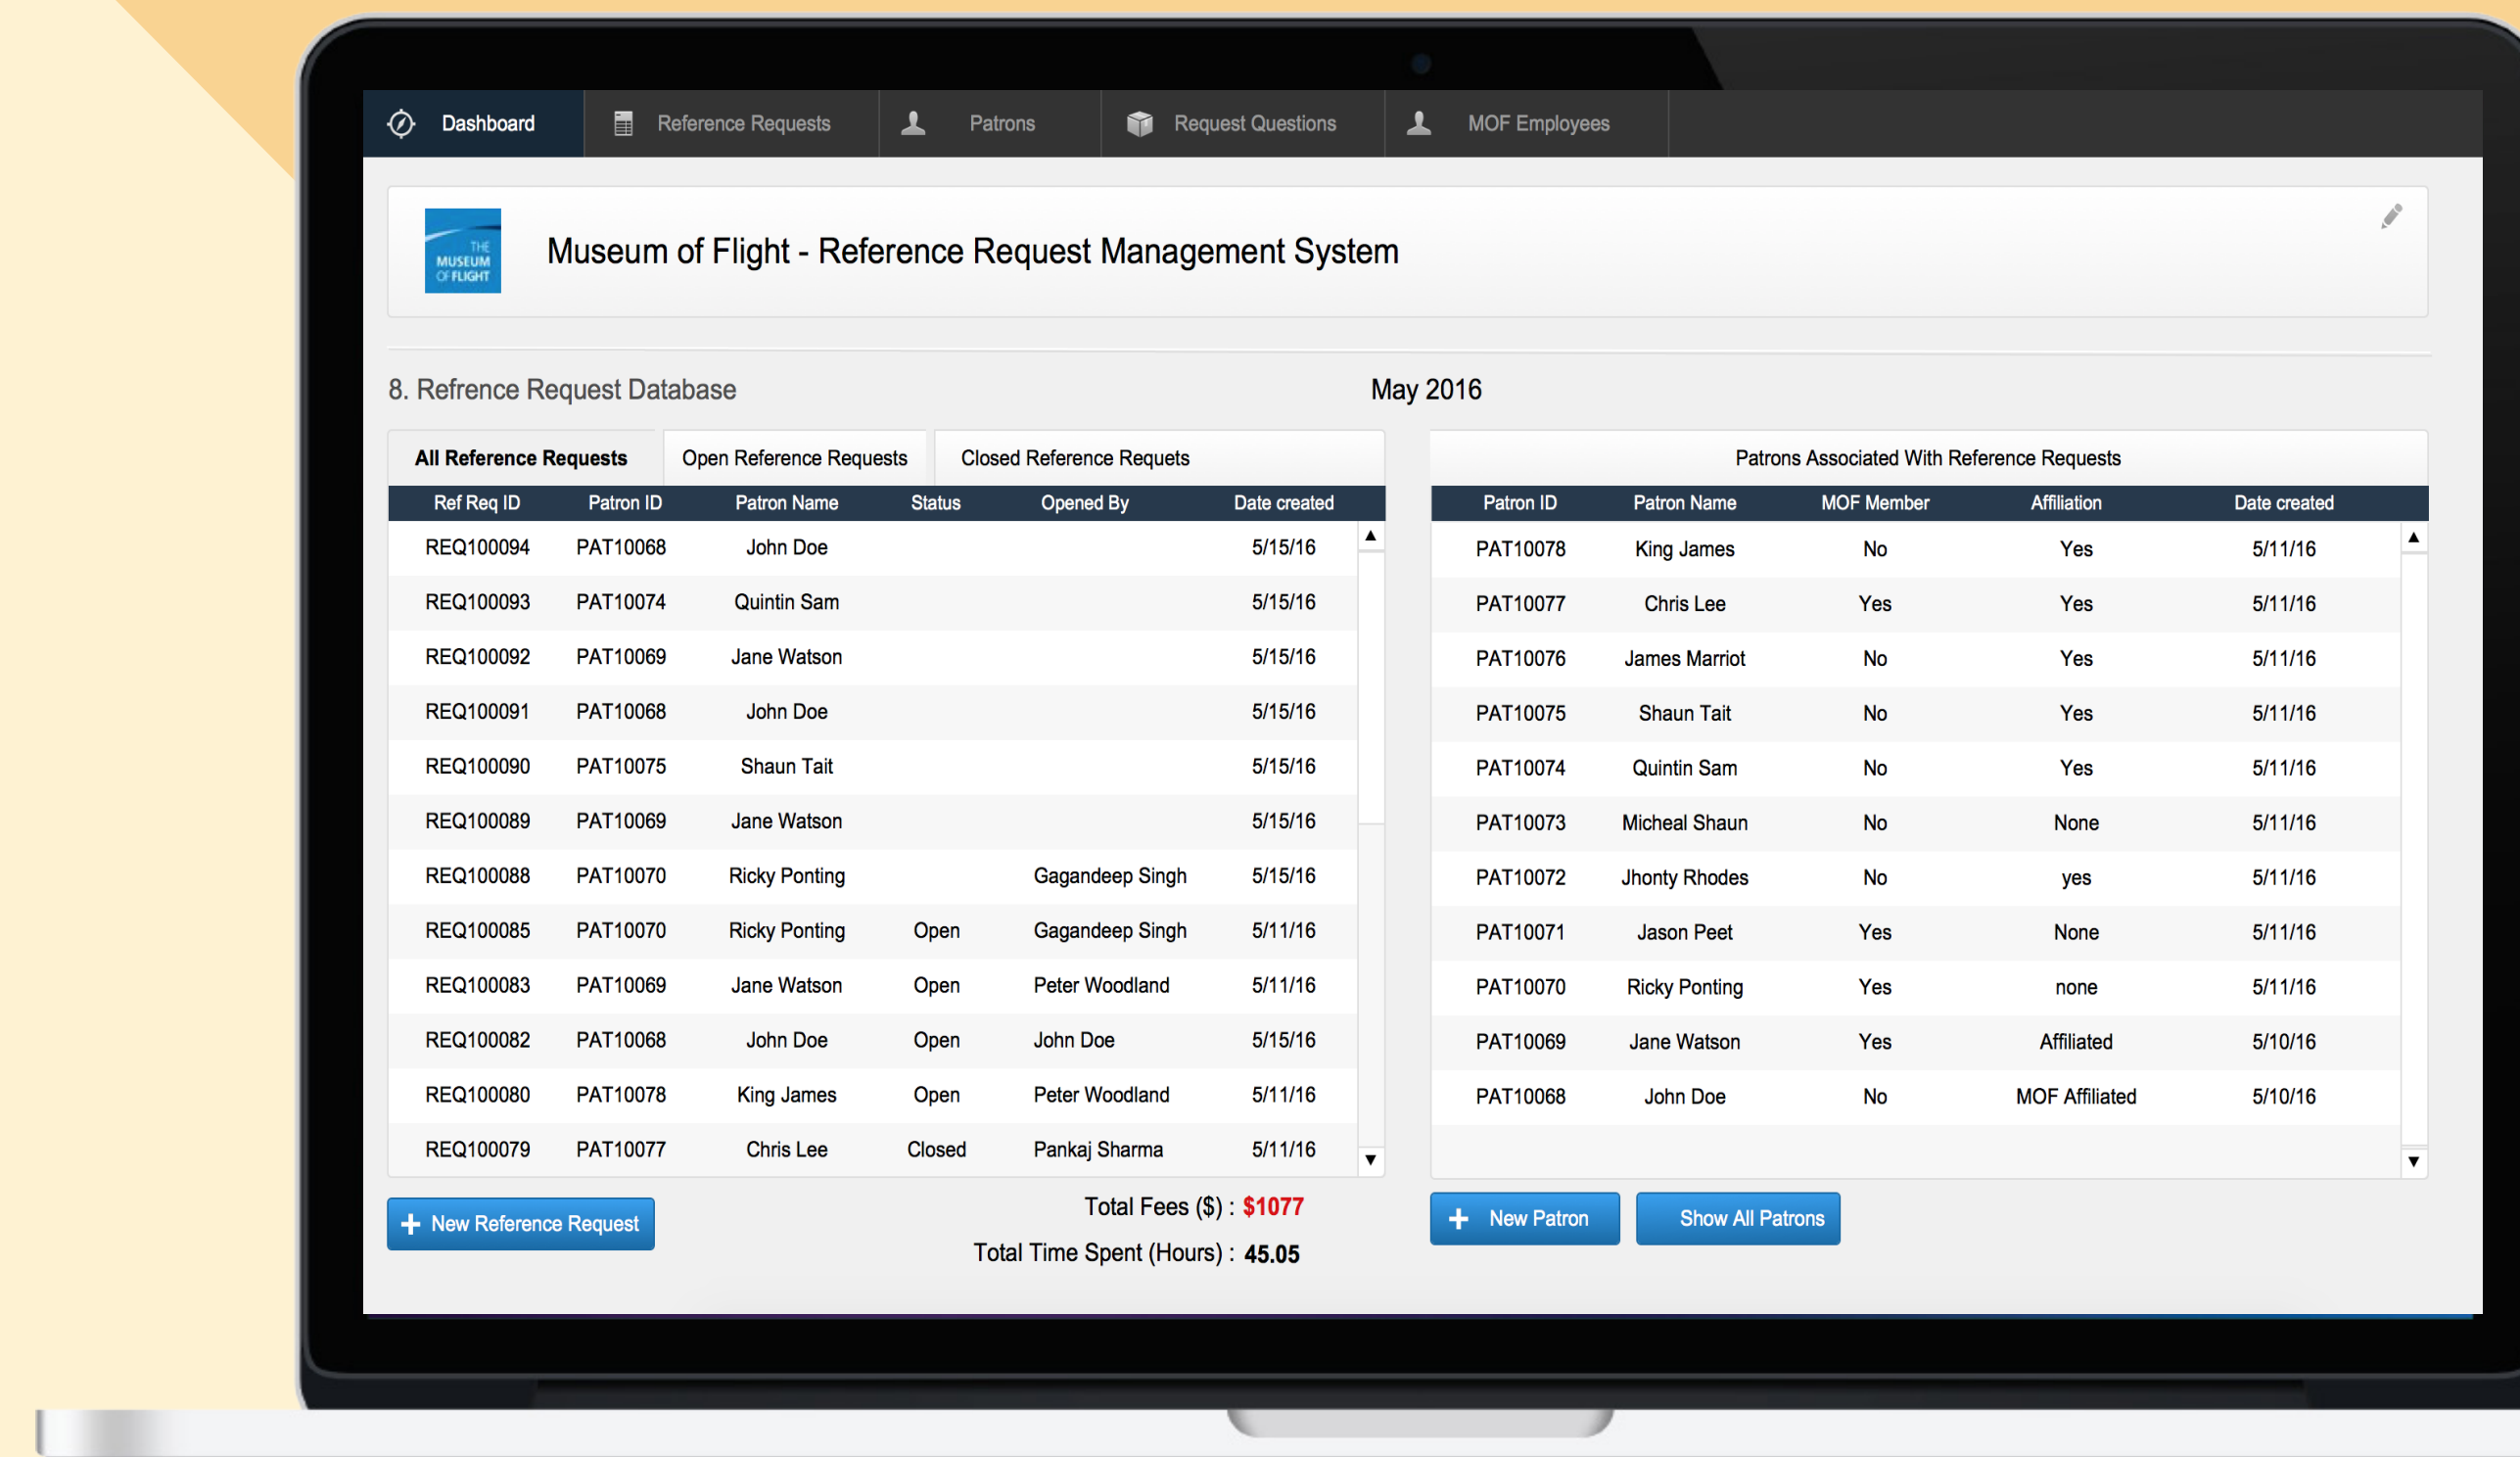 Dashboard Reference Requests Patrons Request Questions MOF Employees
THE
MUSEUM
OF FLIGHT
Museum of Flight - Reference Request Management System
8. Refrence Request Database
May 2016
All Reference Requests Open Reference Requests Closed Reference Requets
Ref Req ID Patron ID Patron Name Status Opened By Date created
REQ100094 PAT10068 John Doe 5/15/16
REQ100093 PAT10074 Quintin Sam 5/15/16
REQ100092 PAT10069 Jane Watson 5/15/16
REQ100091 PAT10068 John Doe 5/15/16
REQ100090 PAT10075 Shaun Tait 5/15/16
REQ100089 PAT10069 Jane Watson 5/15/16
REQ100088 PAT10070 Ricky Ponting Gagandeep Singh 5/15/16
REQ100085 PAT10070 Ricky Ponting Open Gagandeep Singh 5/11/16
REQ100083 PAT10069 Jane Watson Open Peter Woodland 5/11/16
REQ100082 PAT10068 John Doe Open John Doe 5/15/16
REQ100080 PAT10078 King James Open Peter Woodland 5/11/16
REQ100079 PAT10077 Chris Lee Closed Pankaj Sharma 5/11/16
New Reference Request
Total Fees ($) : $1077
Total Time Spent (Hours) : 45.05
Patrons Associated With Reference Requests
Patron ID Patron Name MOF Member Affiliation Date created
PAT10078 King James No Yes 5/11/16
PAT10077 Chris Lee Yes Yes 5/11/16
PAT10076 James Marriot No Yes 5/11/16
PAT10075 Shaun Tait No Yes 5/11/16
PAT10074 Quintin Sam No Yes 5/11/16
PAT10073 Micheal Shaun No None 5/11/16
PAT10072 Jhonty Rhodes No yes 5/11/16
PAT10071 Jason Peet Yes None 5/11/16
PAT10070 Ricky Ponting Yes none 5/11/16
PAT10069 Jane Watson Yes Affiliated 5/10/16
PAT10068 John Doe No MOF Affiliated 5/10/16
New Patron Show All Patrons